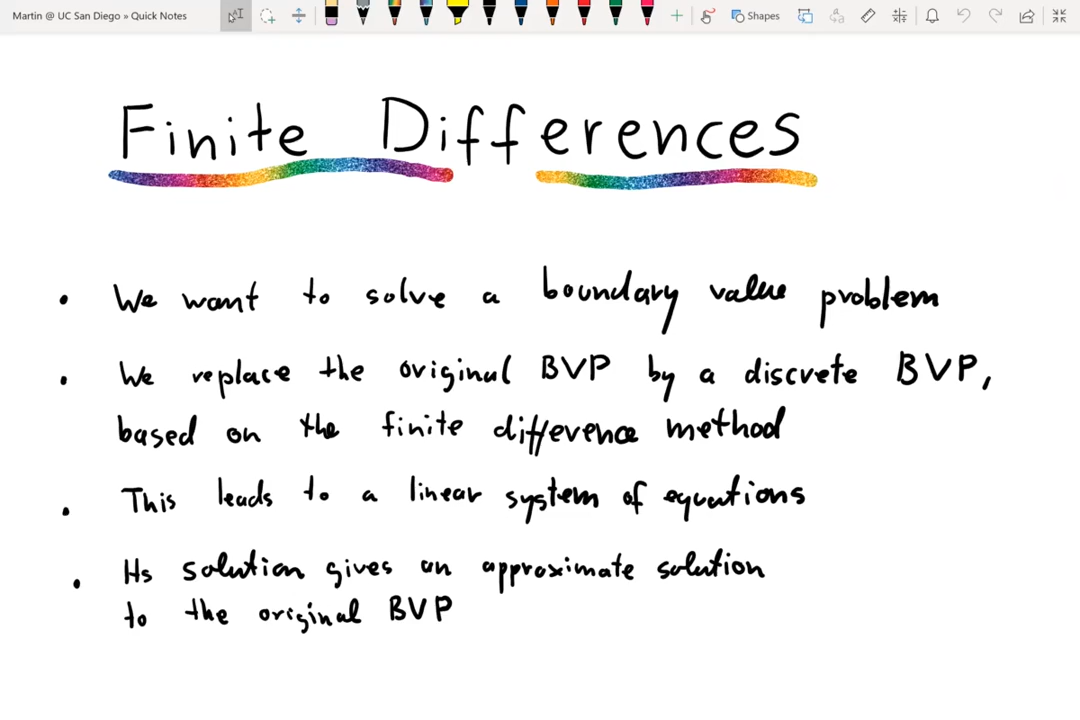 Martin @ UC San Diego » Quick Notes
Shapes
Finite Differences
• We want to solve a boundary value problem
• We replace the original BVP by a discrete BVP,
based on the finite difference method
• This leads to a linear system of equations
• Its solution gives an approximate solution
to the original BVP